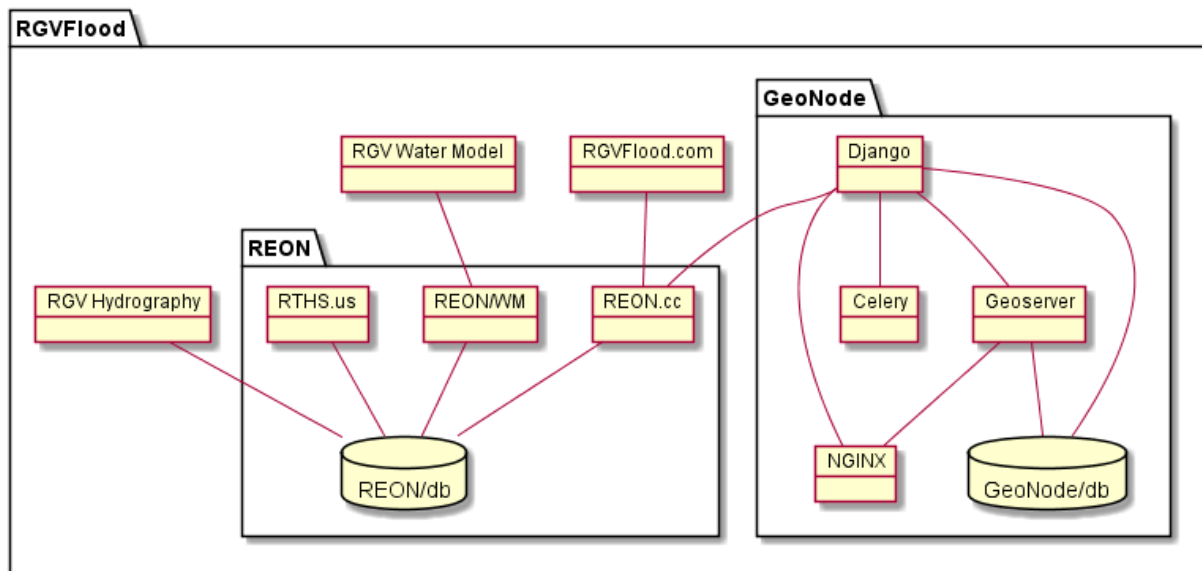 RGVFlood
GeoNode
RGV Water Model
RGVFlood.com
Django
REON
RGV Hydrography
RTHS.us
REON/WM
REON.cc
Celery
Geoserver
NGINX
REON/db
GeoNode/db